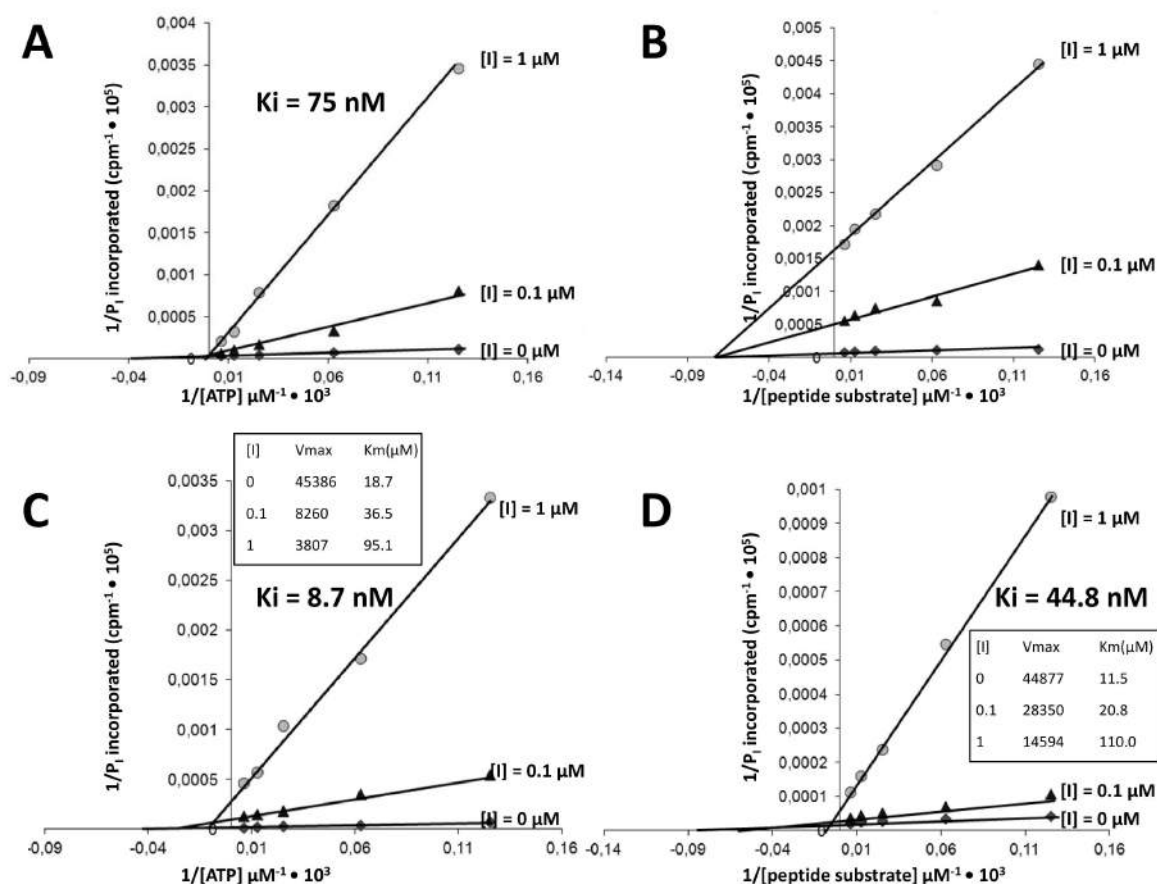 A
1/P_I incorporated (cpm⁻¹ • 10⁵)
0,004
0,0035
0,003
0,0025
0,002
0,0015
0,001
0,0005
0
[I] = 1 µM
Ki = 75 nM
[I] = 0.1 µM
[I] = 0 µM
-0,09
-0,04
0,01
0,06
0,11
0,16
1/[ATP] µM⁻¹ • 10³
B
1/P_I incorporated (cpm⁻¹ • 10⁵)
0,005
0,0045
0,004
0,0035
0,003
0,0025
0,002
0,0015
0,001
0,0005
0
[I] = 1 µM
[I] = 0.1 µM
[I] = 0 µM
-0,14
-0,09
-0,04
0,01
0,06
0,11
0,16
1/[peptide substrate] µM⁻¹ • 10³
C
1/P_I incorporated (cpm⁻¹ • 10⁵)
[I] Vmax Km(µM)
0 45386 18.7
0.1 8260 36.5
1 3807 95.1
0,0035
0,003
0,0025
0,002
0,0015
0,001
0,0005
0
[I] = 1 µM
Ki = 8.7 nM
[I] = 0.1 µM
[I] = 0 µM
-0,09
-0,04
0,01
0,06
0,11
0,16
1/[ATP] µM⁻¹ • 10³
D
1/P_I incorporated (cpm⁻¹ • 10⁵)
0,001
0,0009
0,0008
0,0007
0,0006
0,0005
0,0004
0,0003
0,0002
0,0001
0
[I] = 1 µM
Ki = 44.8 nM
[I] Vmax Km(µM)
0 44877 11.5
0.1 28350 20.8
1 14594 110.0
[I] = 0.1 µM
[I] = 0 µM
-0,14
-0,09
-0,04
0,01
0,06
0,11
0,16
1/[peptide substrate] µM⁻¹ • 10³